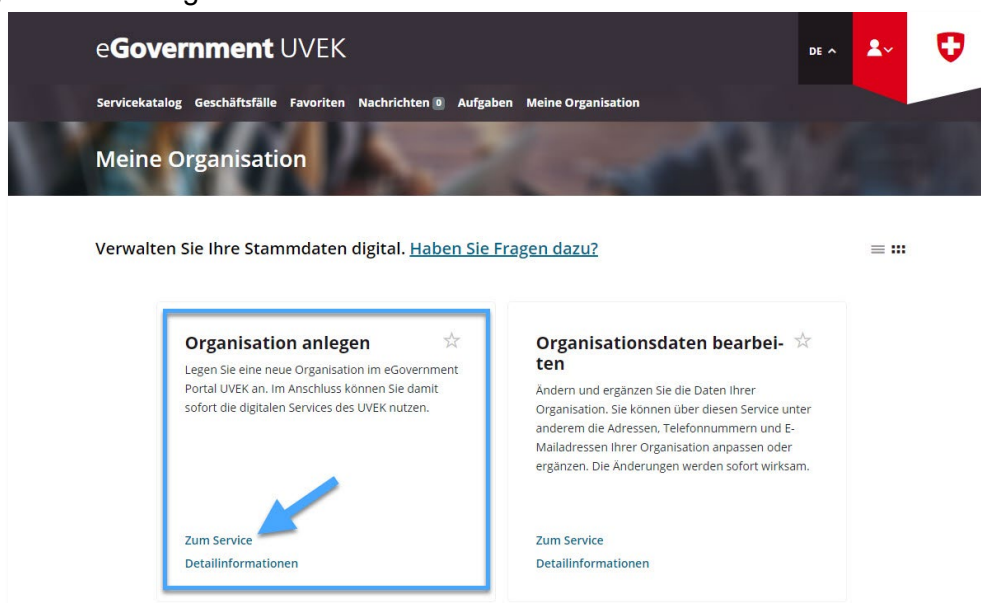 eGovernment UVEK
DE
Servicekatalog Geschäftsfälle Favoriten Nachrichten 0 Aufgaben Meine Organisation
Meine Organisation
Verwalten Sie Ihre Stammdaten digital. Haben Sie Fragen dazu?
Organisation anlegen
Legen Sie eine neue Organisation im eGovernment
Portal UVEK an. Im Anschluss können Sie damit
sofort die digitalen Services des UVEK nutzen.
Zum Service
Detailinformationen
Organisationsdaten bearbei-
ten
Ändern und ergänzen Sie die Daten Ihrer
Organisation. Sie können über diesen Service unter
anderem die Adressen, Telefonnummern und E-
Mailadressen Ihrer Organisation anpassen oder
ergänzen. Die Änderungen werden sofort wirksam.
Zum Service
Detailinformationen